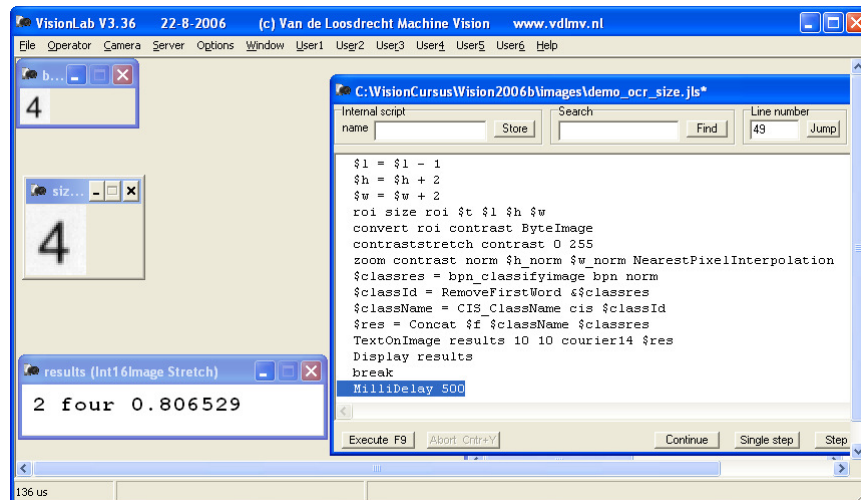 VisionLab V3.36 22-8-2006 (c) Van de Loosdrecht Machine Vision www.vdlmv.nl
File Operator Camera Server Options Window User1 User2 User3 User4 User5 User6 Help
b...
4
siz...
4
results (Int16Image Stretch)
2 four 0.806529
C:\VisionCursus\Vision2006b\images\demo_ocr_size.jls*
Internal script Search Line number
name Store Find 49 Jump
$l = $l - 1
$h = $h + 2
$w = $w + 2
roi size roi $t $l $h $w
convert roi contrast ByteImage
contraststretch contrast 0 255
zoom contrast norm $h_norm $w_norm NearestPixelInterpolation
$classres = bpn_classifyimage bpn norm
$classId = RemoveFirstWord &$classres
$className = CIS_ClassName cis $classId
$res = Concat $f $className $classres
TextOnImage results 10 10 courier14 $res
Display results
break
MilliDelay 500
Execute F9 Abort Cntr+Y Continue Single step Step
136 us